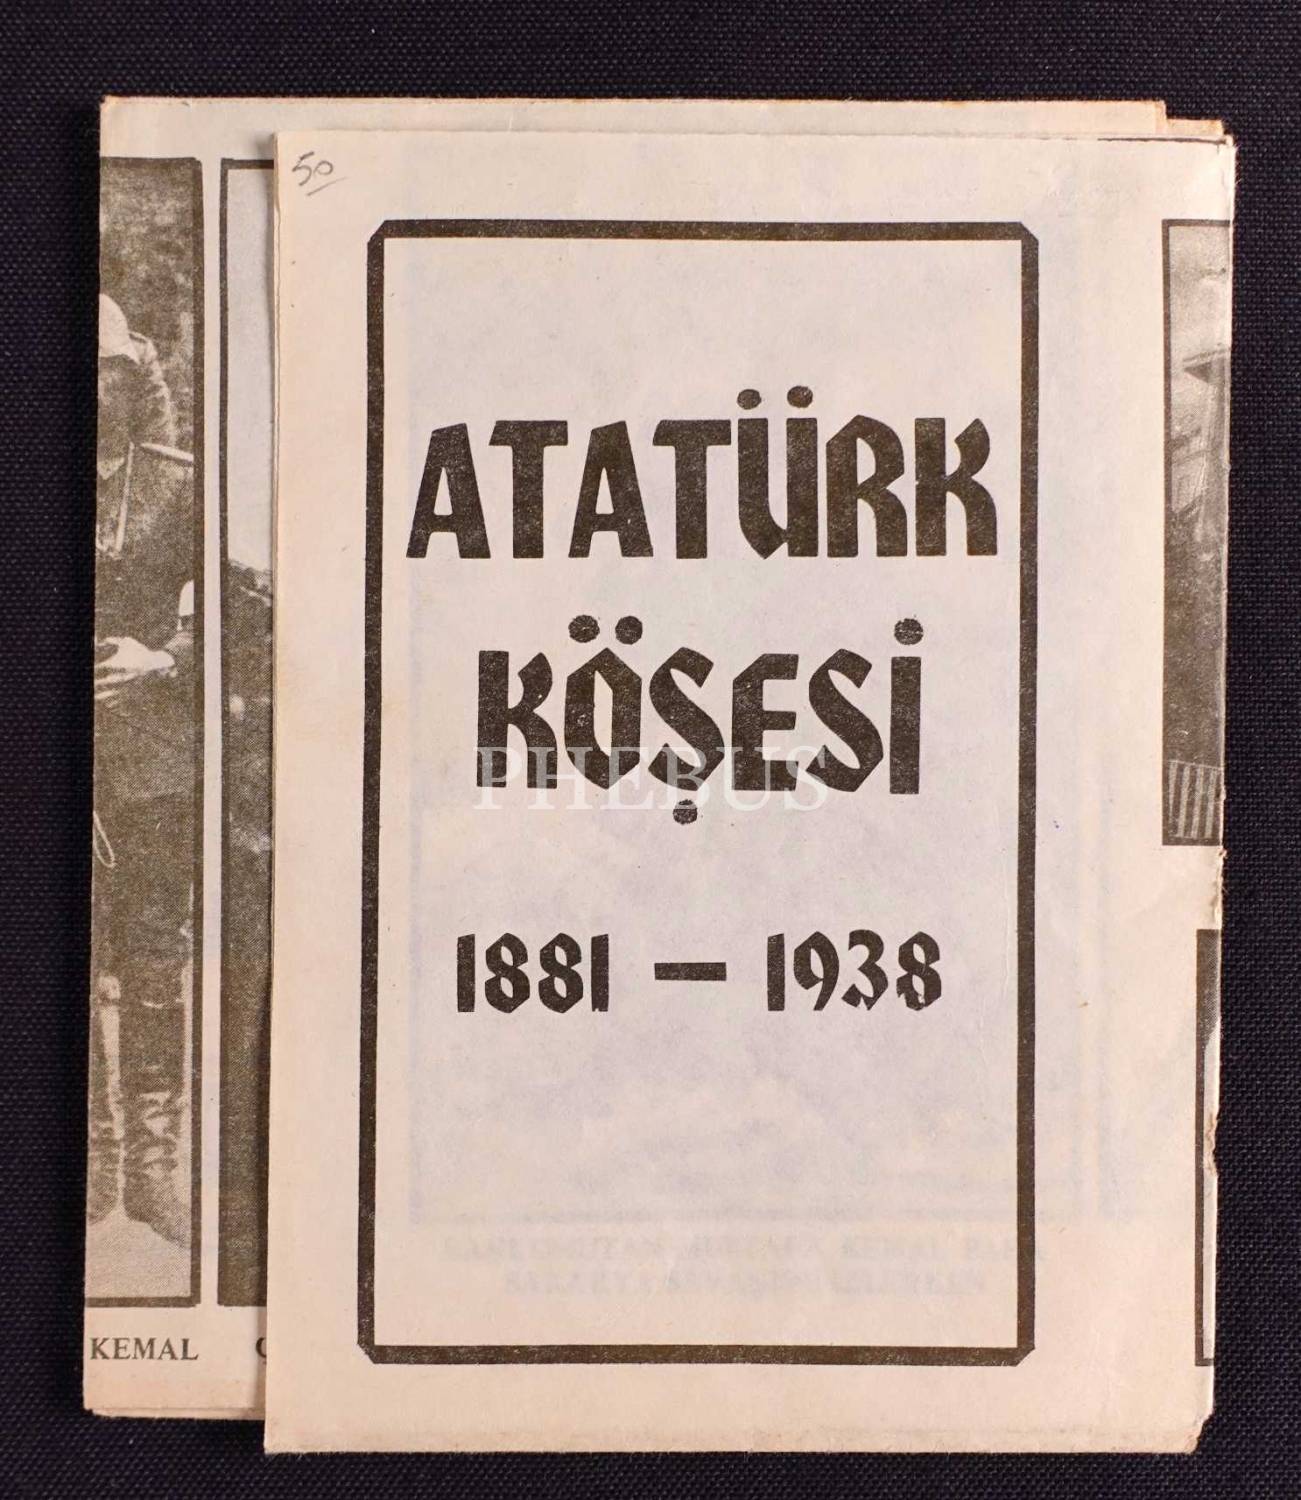 50
ATATÜRK
KÖŞESİ
PHEBUS
1881 — 1938
KEMAL